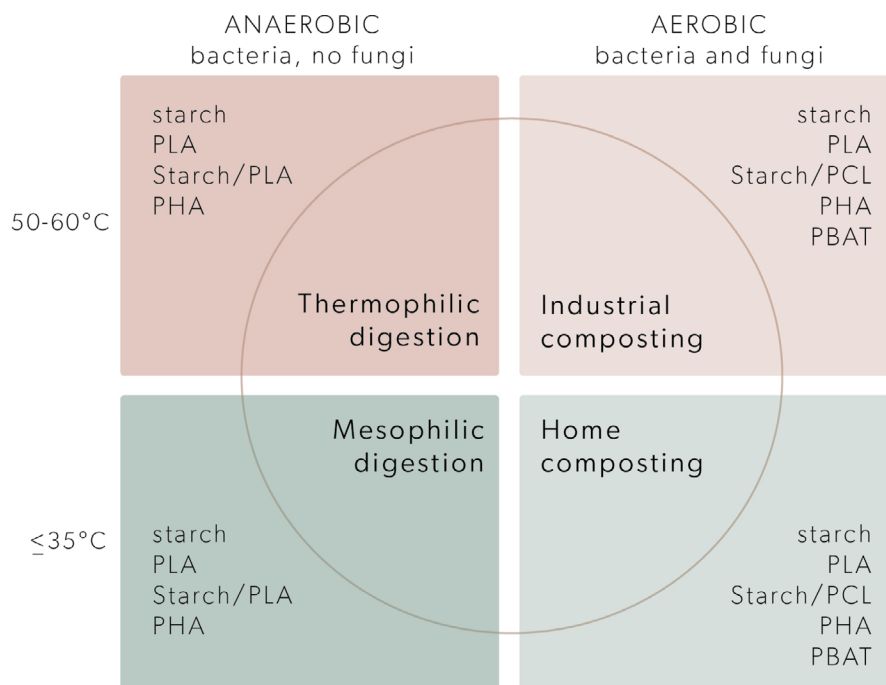 ANAEROBIC
bacteria, no fungi
AEROBIC
bacteria and fungi
50-60°C
starch
PLA
Starch/PLA
PHA
Thermophilic
digestion
starch
PLA
Starch/PCL
PHA
PBAT
Industrial
composting
≤35°C
Mesophilic
digestion
starch
PLA
Starch/PLA
PHA
Home
composting
starch
PLA
Starch/PCL
PHA
PBAT